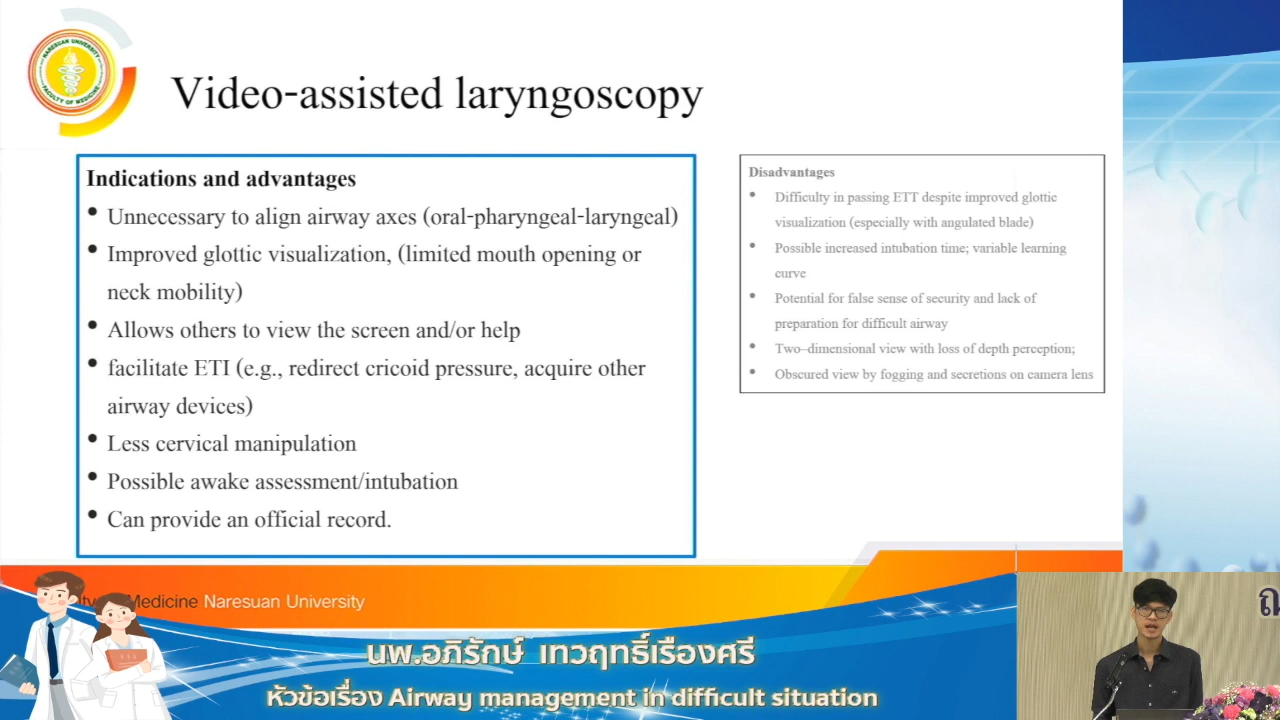 NARESUAN UNIVERSITY
FACULTY OF MEDICINE
Video-assisted laryngoscopy
Indications and advantages
• Unnecessary to align airway axes (oral-pharyngeal-laryngeal)
• Improved glottic visualization, (limited mouth opening or
neck mobility)
• Allows others to view the screen and/or help
• facilitate ETI (e.g., redirect cricoid pressure, acquire other
airway devices)
• Less cervical manipulation
• Possible awake assessment/intubation
• Can provide an official record.
Disadvantages
• Difficulty in passing ETT despite improved glottic
visualization (especially with angulated blade)
• Possible increased intubation time; variable learning
curve
• Potential for false sense of security and lack of
preparation for difficult airway
• Two–dimensional view with loss of depth perception;
• Obscured view by fogging and secretions on camera lens
Medicine Naresuan University
นพ.อภิรักษ์ เทวฤทธิ์เรืองศรี
หัวข้อเรื่อง Airway management in difficult situation